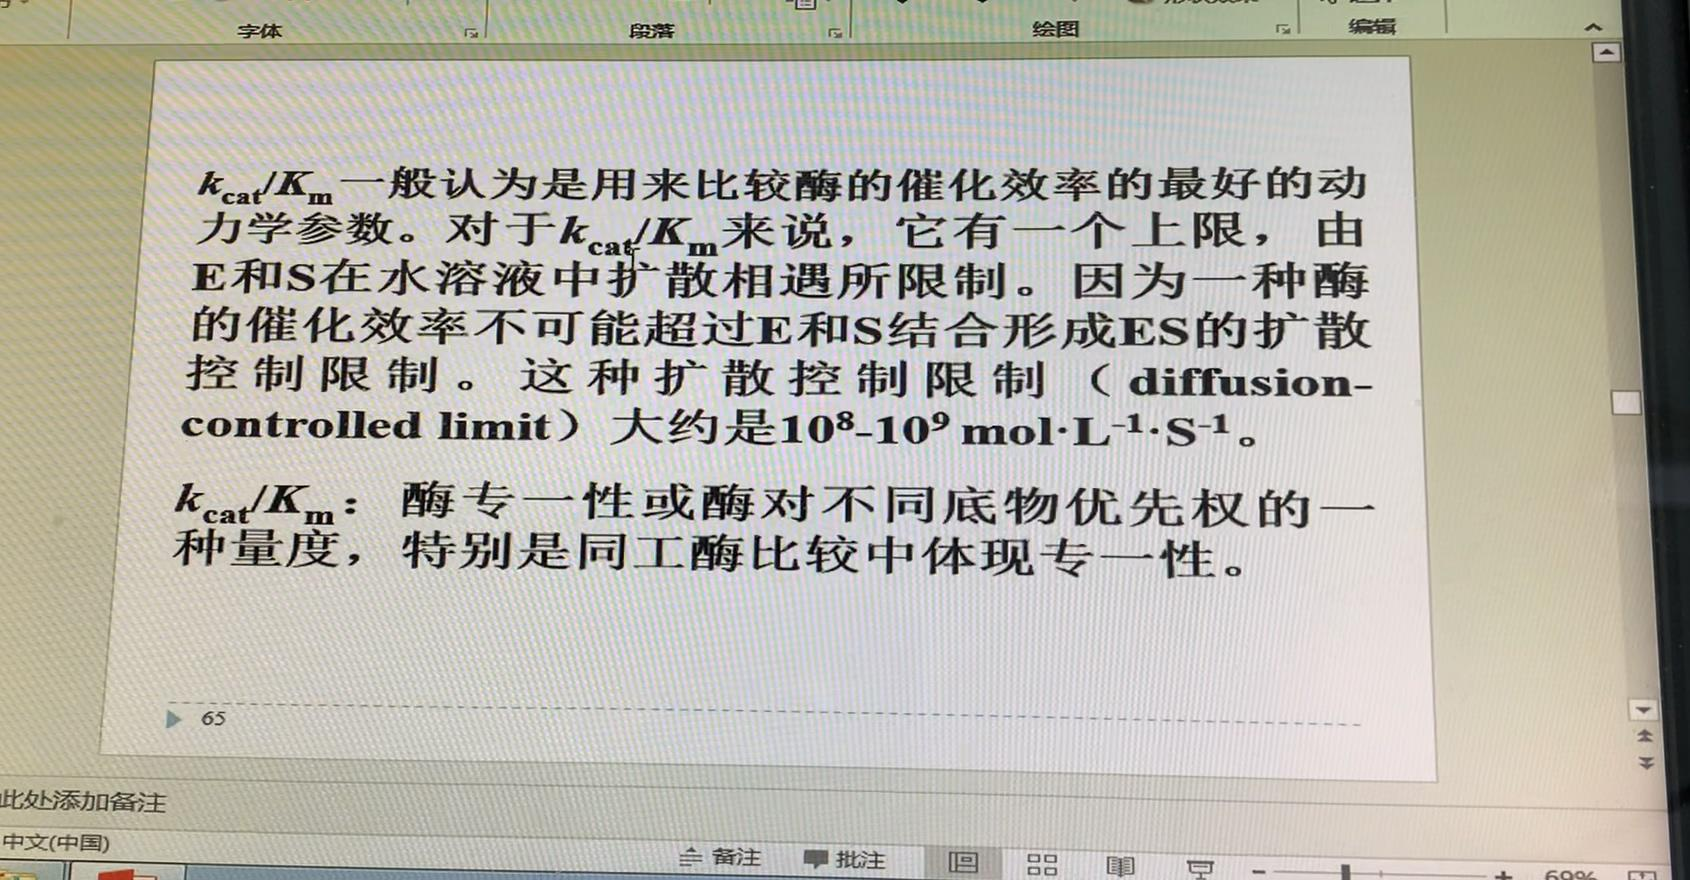 字体
段落
绘图
编辑
kcat/Km一般认为是用来比较酶的催化效率的最好的动
力学参数。对于kcat/Km来说，它有一个上限，由
E和S在水溶液中扩散相遇所限制。因为一种酶
的催化效率不可能超过E和S结合形成ES的扩散
控制限制。这种扩散控制限制（diffusion-
controlled limit）大约是10⁸-10⁹ mol·L⁻¹·S⁻¹。
kcat/Km：酶专一性或酶对不同底物优先权的一
种量度，特别是同工酶比较中体现专一性。
65
此处添加备注
中文(中国)
备注
批注
69%